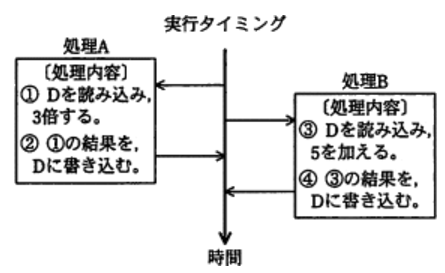 実行タイミング
処理A
〔処理内容〕
① Dを読み込み,
3倍する。
② ①の結果を,
Dに書き込む。
処理B
〔処理内容〕
③ Dを読み込み,
5を加える。
④ ③の結果を,
Dに書き込む。
時間